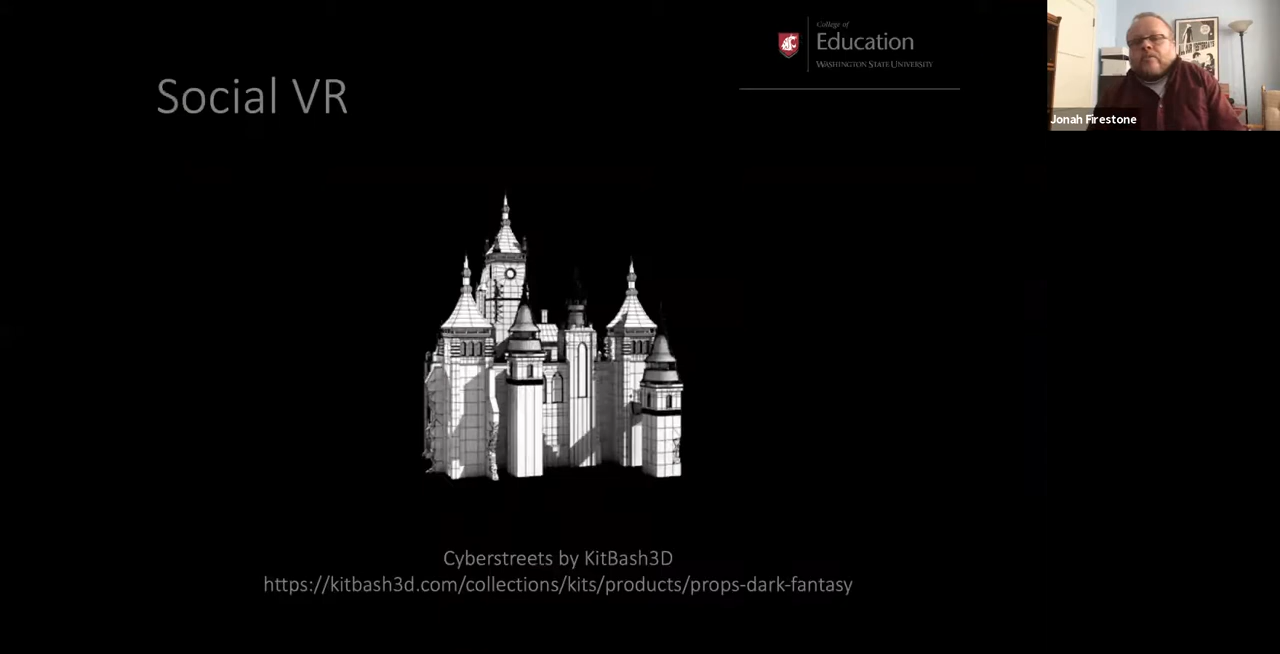 College of
Education
WASHINGTON STATE UNIVERSITY
Social VR
Jonah Firestone
Cyberstreets by KitBash3D
https://kitbash3d.com/collections/kits/products/props-dark-fantasy